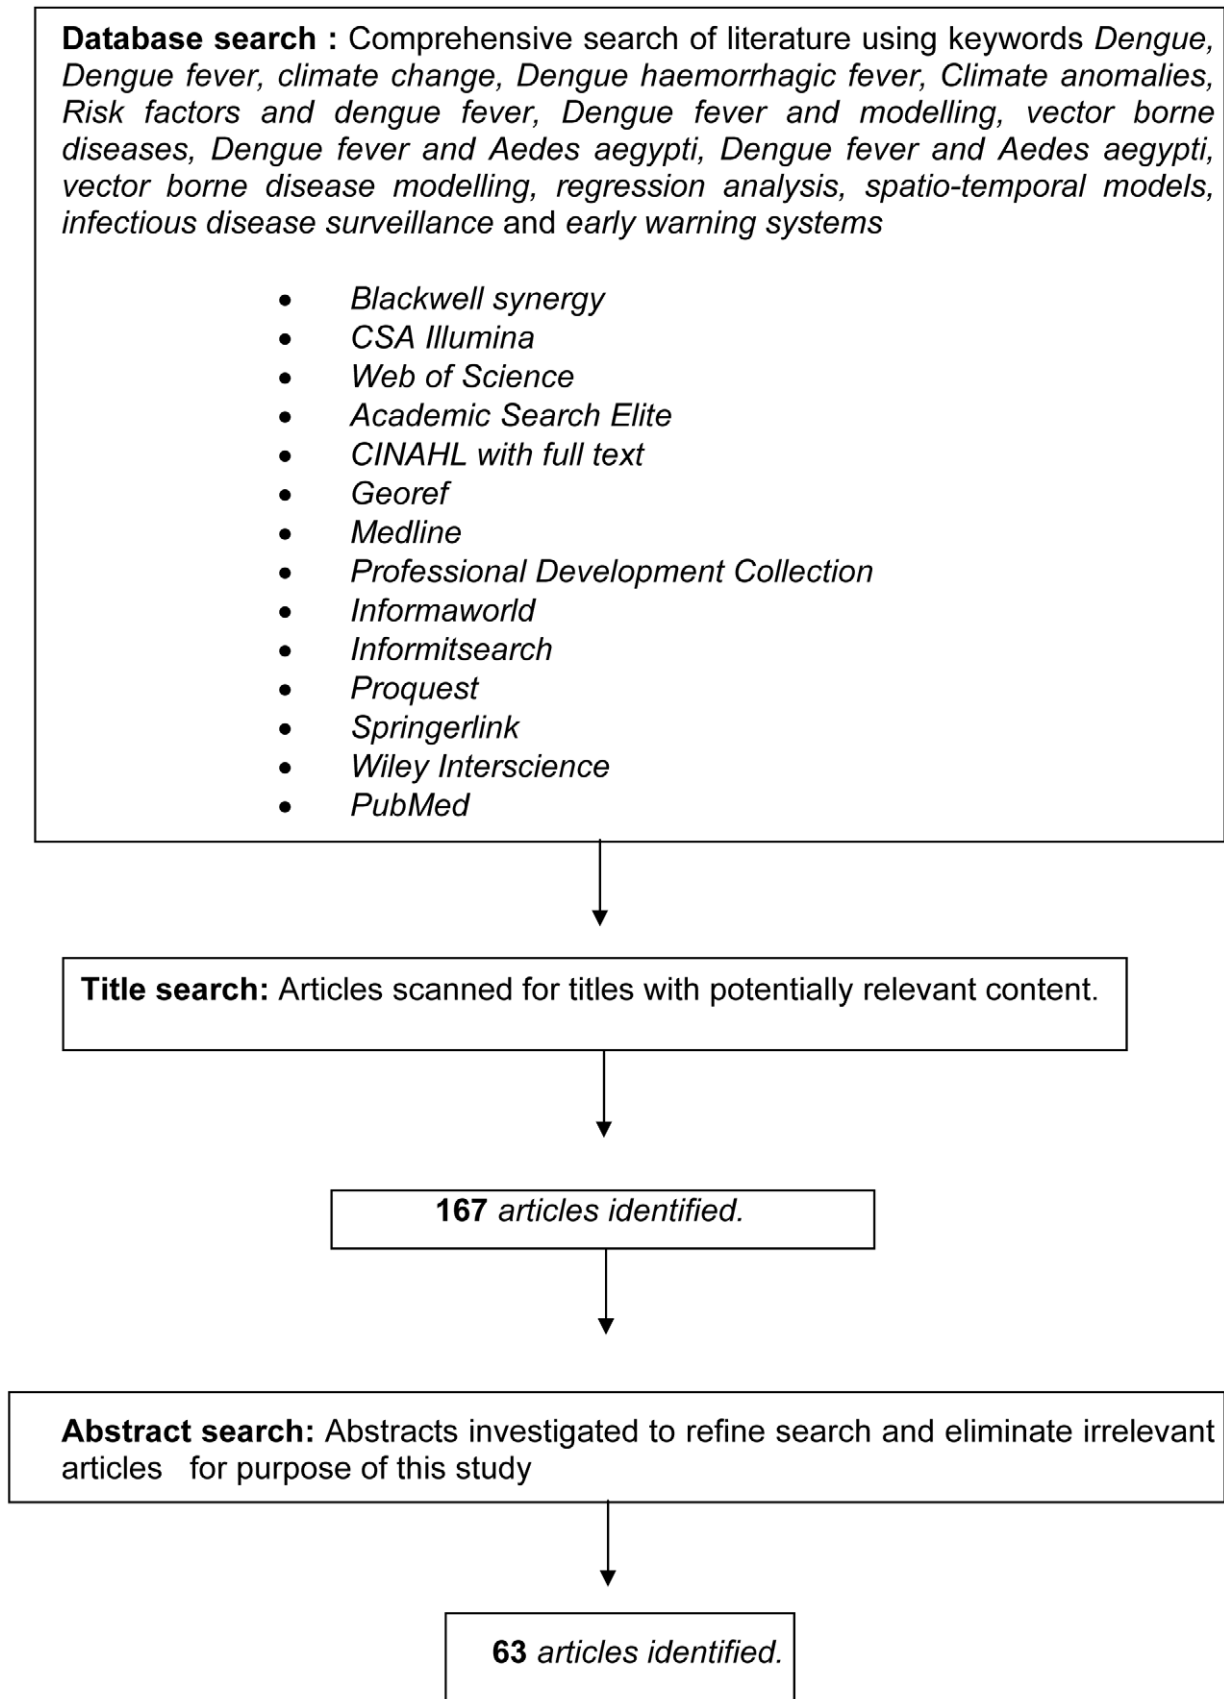 Database search : Comprehensive search of literature using keywords Dengue,
Dengue fever, climate change, Dengue haemorrhagic fever, Climate anomalies,
Risk factors and dengue fever, Dengue fever and modelling, vector borne
diseases, Dengue fever and Aedes aegypti, Dengue fever and Aedes aegypti,
vector borne disease modelling, regression analysis, spatio-temporal models,
infectious disease surveillance and early warning systems
• Blackwell synergy
• CSA Illumina
• Web of Science
• Academic Search Elite
• CINAHL with full text
• Georef
• Medline
• Professional Development Collection
• Informaworld
• Informitsearch
• Proquest
• Springerlink
• Wiley Interscience
• PubMed
Title search: Articles scanned for titles with potentially relevant content.
167 articles identified.
Abstract search: Abstracts investigated to refine search and eliminate irrelevant
articles for purpose of this study
63 articles identified.